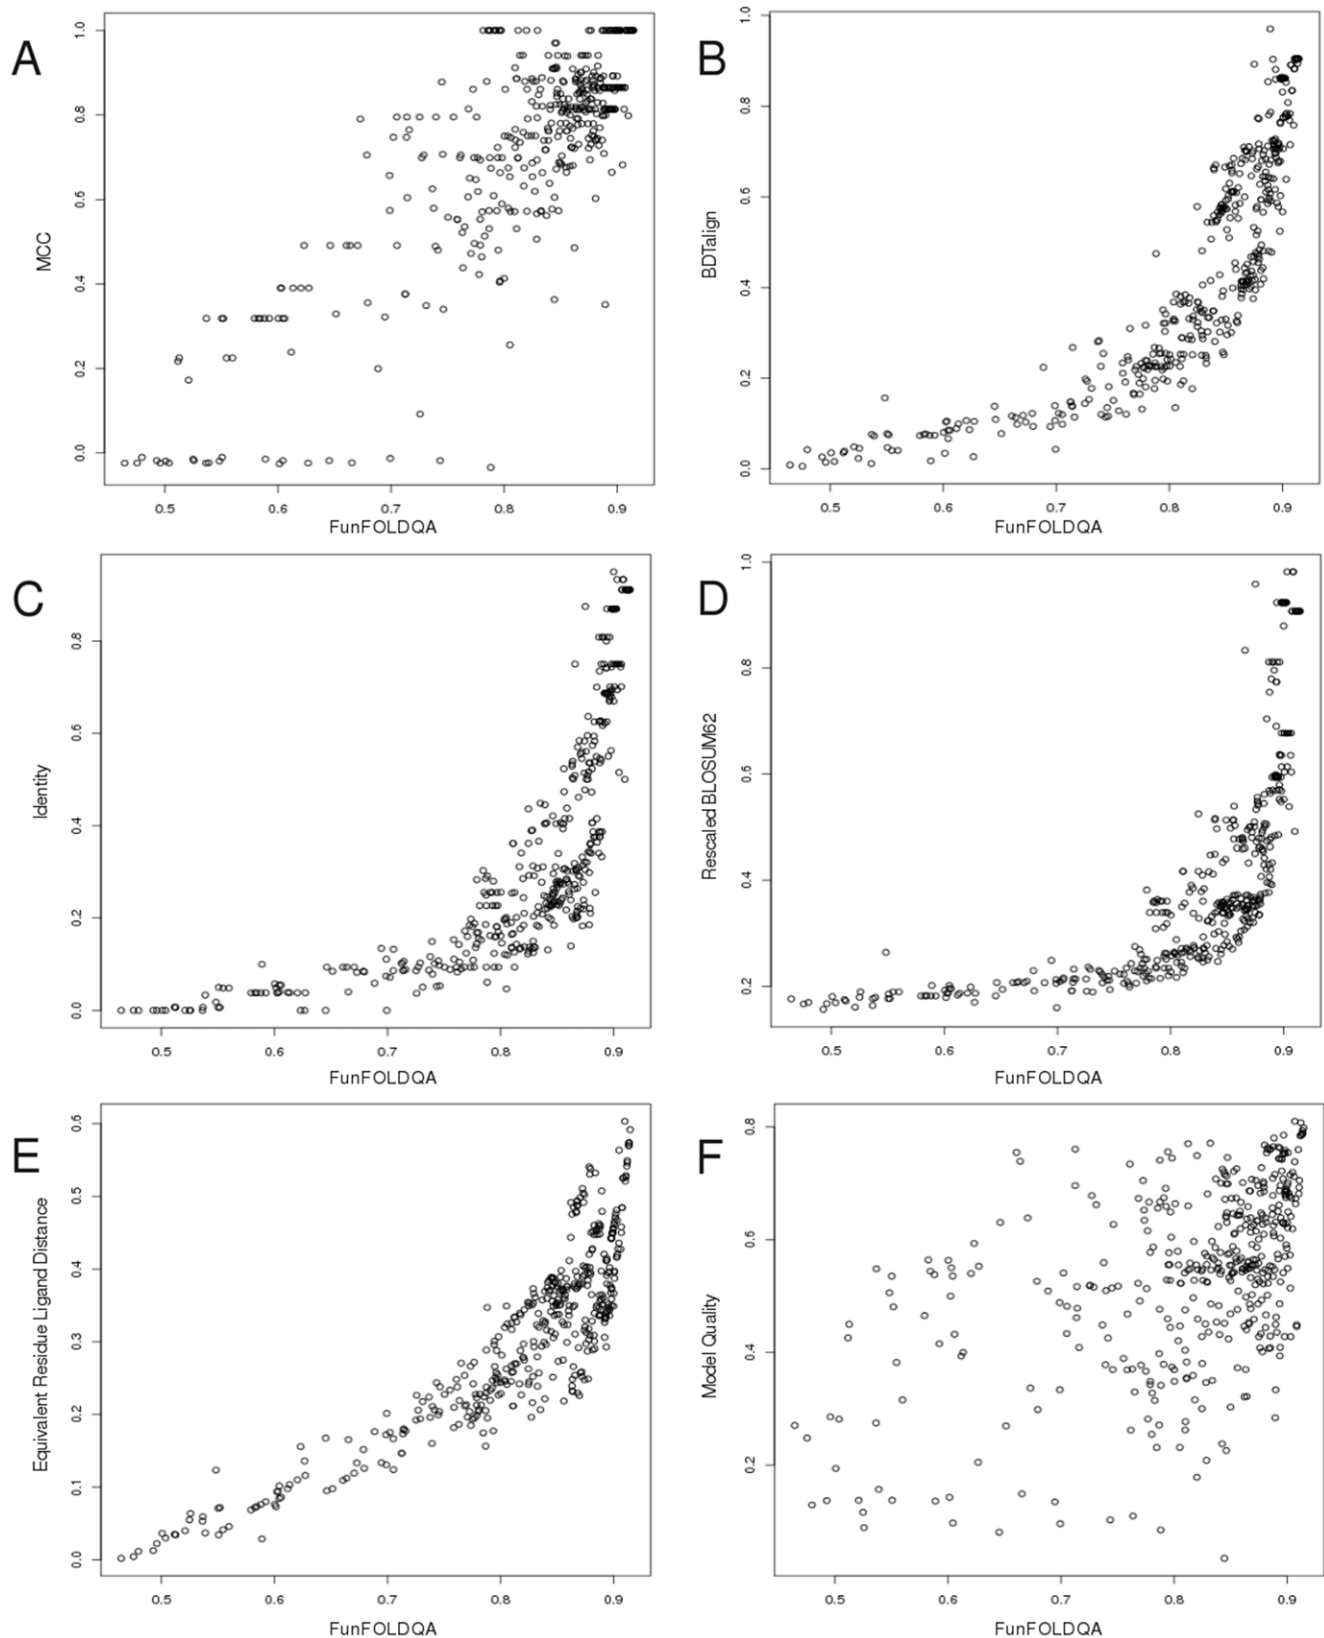 A
MCC
0.0 0.2 0.4 0.6 0.8 1.0
0.5 0.6 0.7 0.8 0.9
FunFOLDQA
B
BDTalign
0.0 0.2 0.4 0.6 0.8 1.0
0.5 0.6 0.7 0.8 0.9
FunFOLDQA
C
Identity
0.0 0.2 0.4 0.6 0.8
0.5 0.6 0.7 0.8 0.9
FunFOLDQA
D
Rescaled BLOSUM62
0.2 0.4 0.6 0.8 1.0
0.5 0.6 0.7 0.8 0.9
FunFOLDQA
E
Equivalent Residue Ligand Distance
0.0 0.1 0.2 0.3 0.4 0.5 0.6
0.5 0.6 0.7 0.8 0.9
FunFOLDQA
F
Model Quality
0.2 0.4 0.6 0.8
0.5 0.6 0.7 0.8 0.9
FunFOLDQA